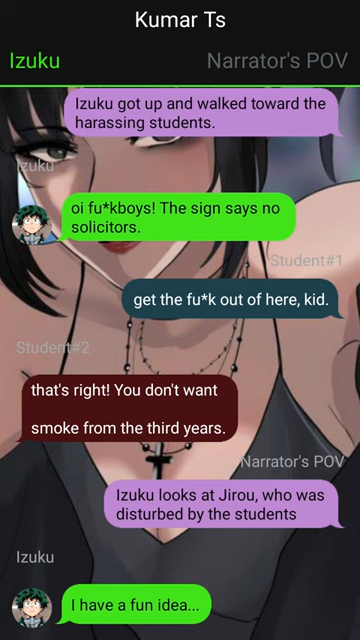 Kumar Ts
Izuku
Narrator's POV
Izuku got up and walked toward the
harassing students.
Izuku
oi fu*kboys! The sign says no
solicitors.
Student#1
get the fu*k out of here, kid.
Student#2
that's right! You don't want
smoke from the third years.
Narrator's POV
Izuku looks at Jirou, who was
disturbed by the students
Izuku
I have a fun idea...